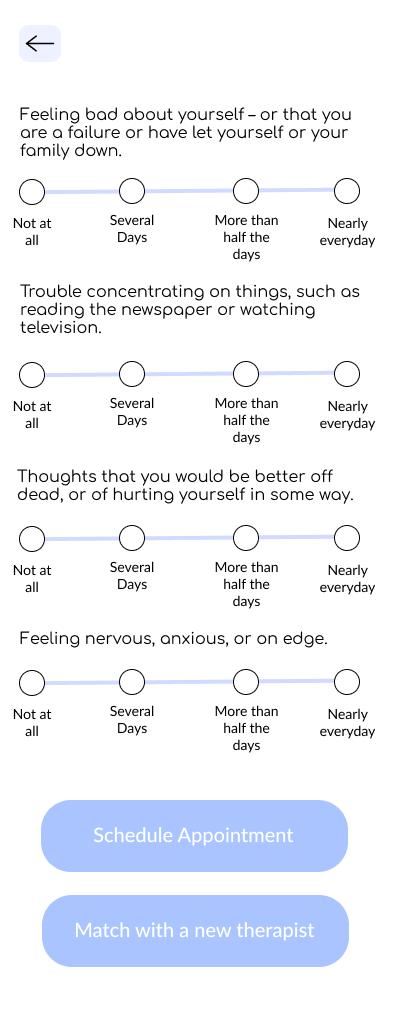 Feeling bad about yourself – or that you
are a failure or have let yourself or your
family down.
Not at
all
Several
Days
More than
half the
days
Nearly
everyday
Trouble concentrating on things, such as
reading the newspaper or watching
television.
Not at
all
Several
Days
More than
half the
days
Nearly
everyday
Thoughts that you would be better off
dead, or of hurting yourself in some way.
Not at
all
Several
Days
More than
half the
days
Nearly
everyday
Feeling nervous, anxious, or on edge.
Not at
all
Several
Days
More than
half the
days
Nearly
everyday
Schedule Appointment
Match with a new therapist